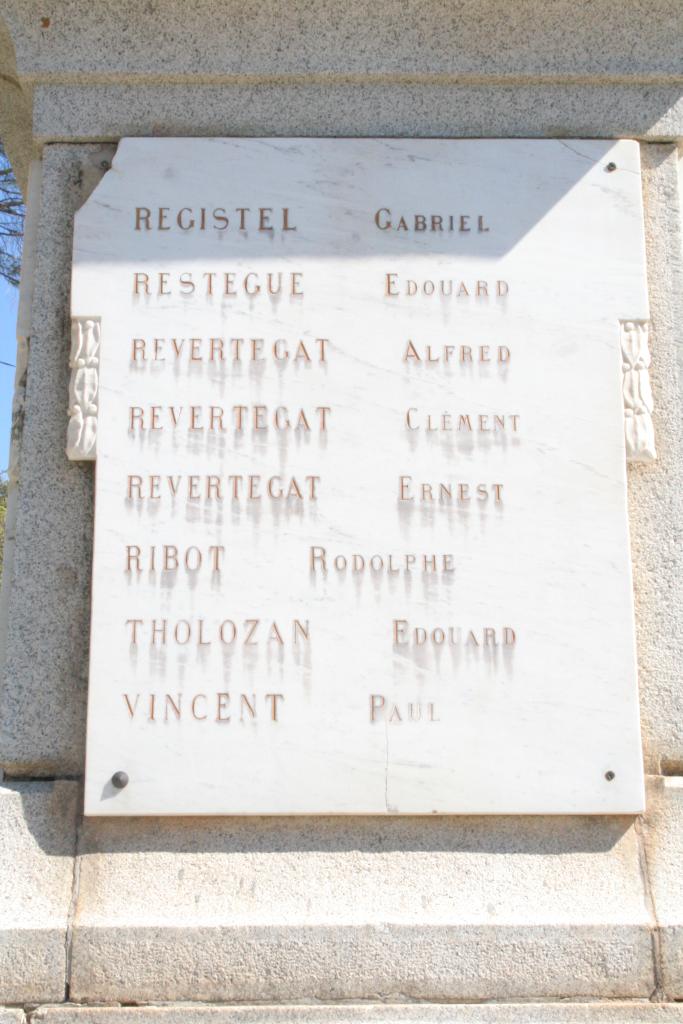 REGISTEL GABRIEL
RESTEGUE EDOUARD
REVERTEGAT ALFRED
REVERTEGAT CLÉMENT
REVERTEGAT ERNEST
RIBOT RODOLPHE
THOLOZAN EDOUARD
VINCENT PAUL